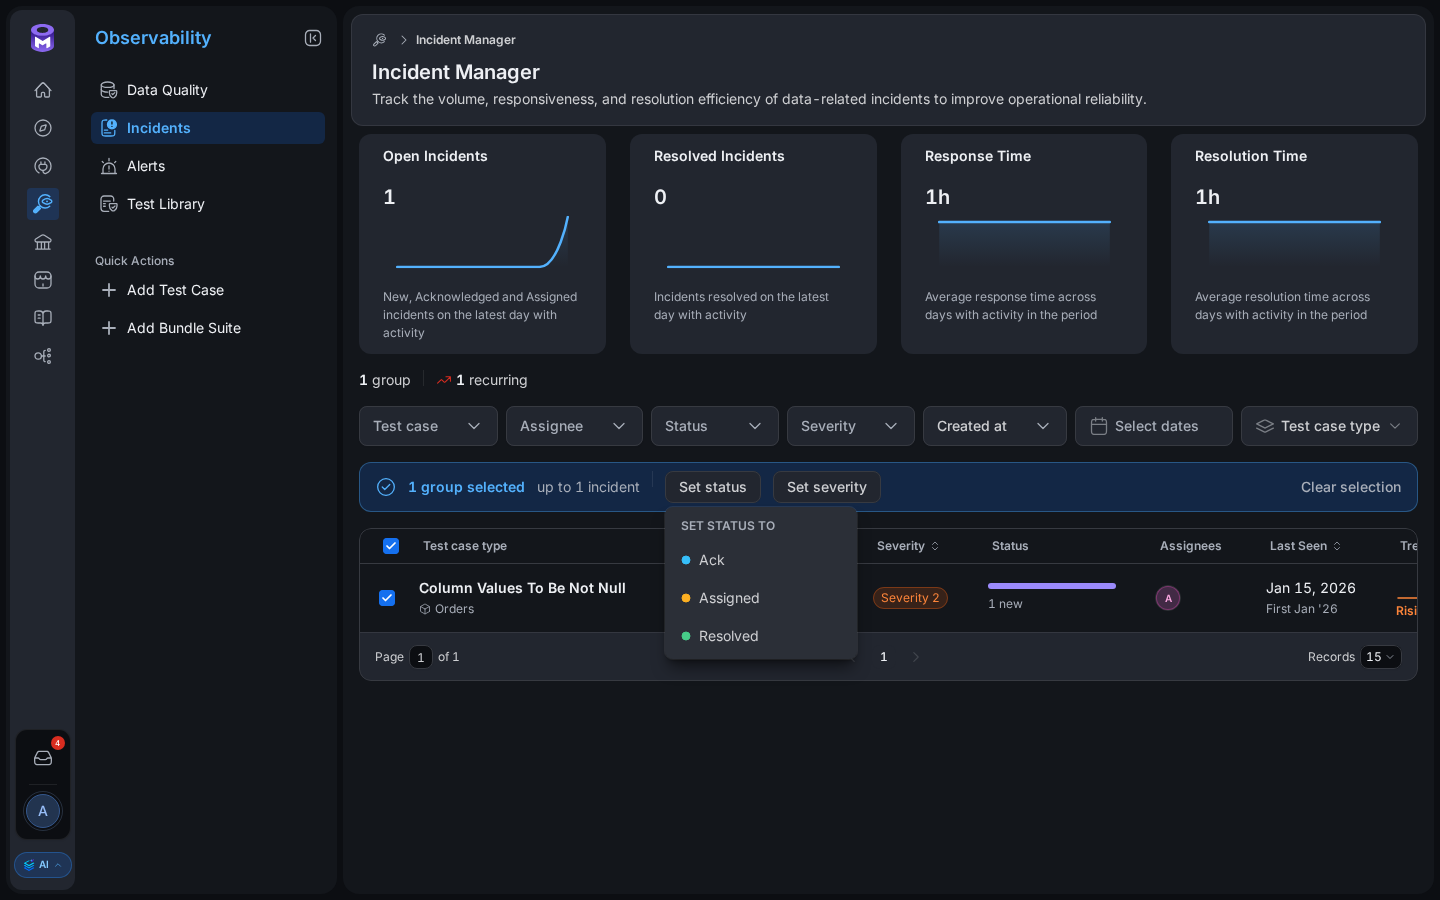 Observability
Data Quality
Incidents
Alerts
Test Library
Quick Actions
Add Test Case
Add Bundle Suite
4
A
AI
Incident Manager
Incident Manager
Track the volume, responsiveness, and resolution efficiency of data-related incidents to improve operational reliability.
Open Incidents
1
New, Acknowledged and Assigned
incidents on the latest day with
activity
Resolved Incidents
0
Incidents resolved on the latest
day with activity
Response Time
1h
Average response time across
days with activity in the period
Resolution Time
1h
Average resolution time across
days with activity in the period
1 group
1 recurring
Test case
Assignee
Status
Severity
Created at
Select dates
Test case type
1 group selected
up to 1 incident
Set status
Set severity
Clear selection
SET STATUS TO
Ack
Assigned
Resolved
Test case type
Severity
Status
Assignees
Last Seen
Tre
Column Values To Be Not Null
Orders
Severity 2
1 new
A
Jan 15, 2026
First Jan '26
Risi
Page 1 of 1
1
Records 15